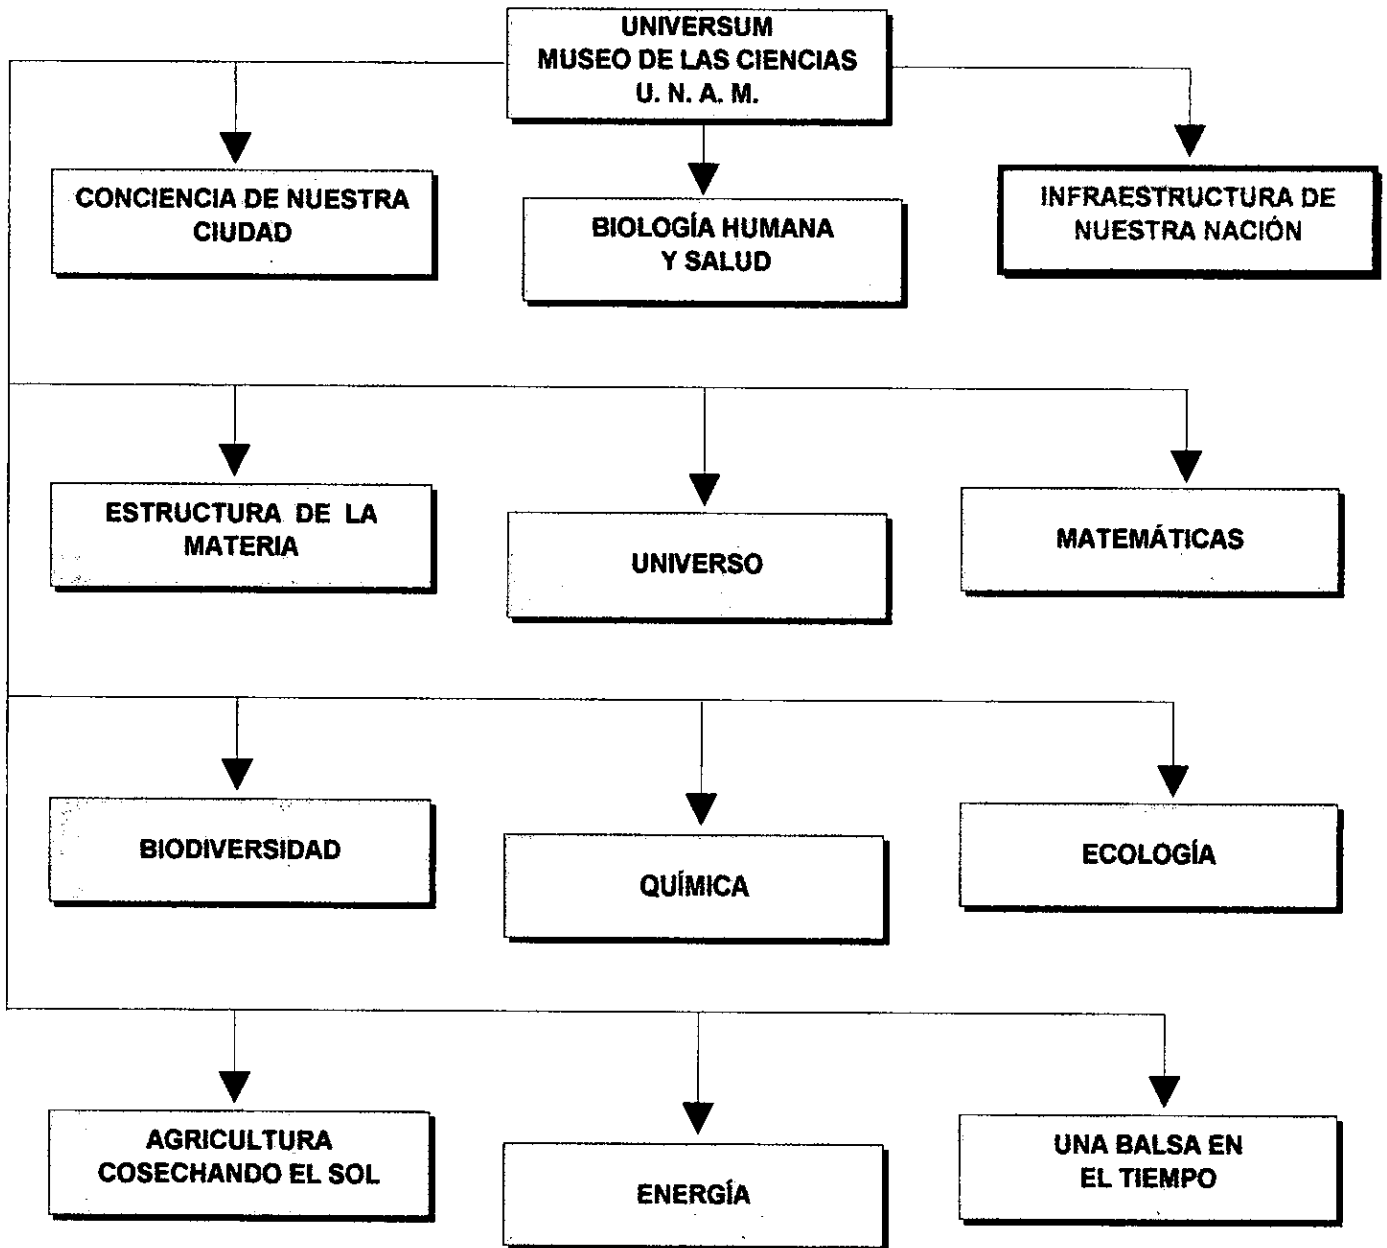 UNIVERSUM
MUSEO DE LAS CIENCIAS
U. N. A. M.
CONCIENCIA DE NUESTRA
CIUDAD
BIOLOGÍA HUMANA
Y SALUD
INFRAESTRUCTURA DE
NUESTRA NACIÓN
ESTRUCTURA DE LA
MATERIA
UNIVERSO
MATEMÁTICAS
BIODIVERSIDAD
QUÍMICA
ECOLOGÍA
AGRICULTURA
COSECHANDO EL SOL
ENERGÍA
UNA BALSA EN
EL TIEMPO